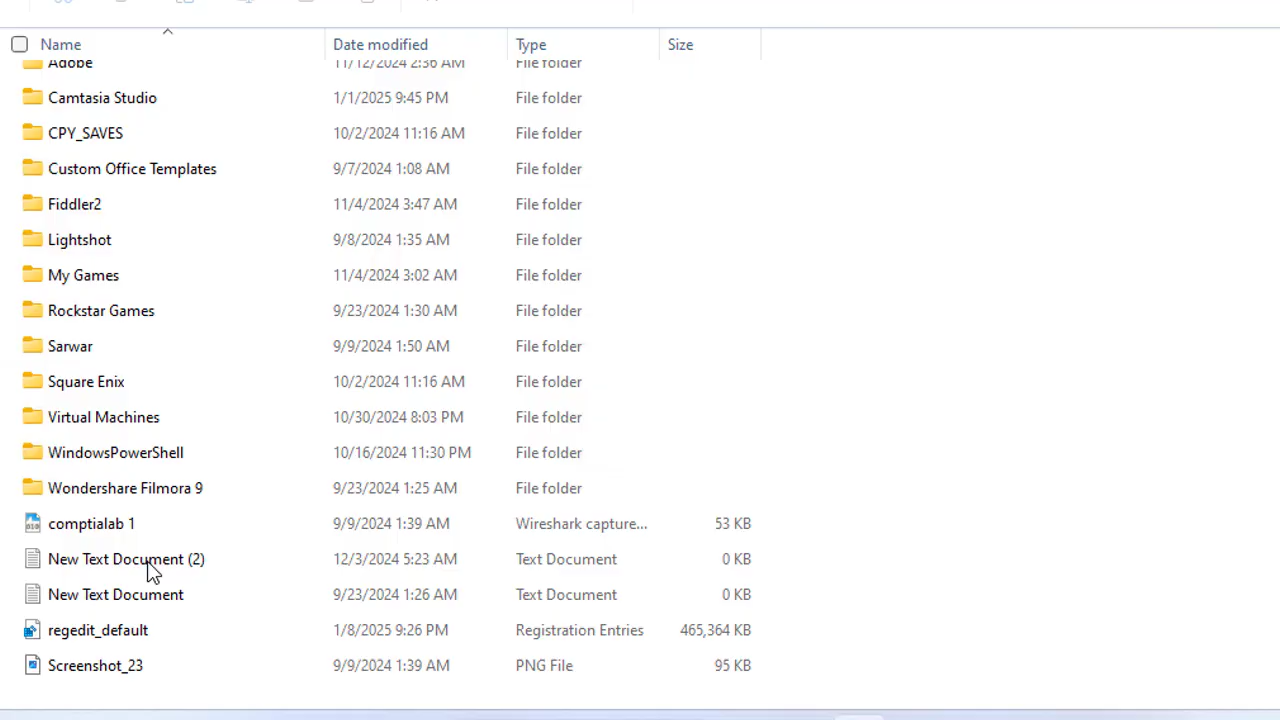 Name Date modified Type Size
Adobe 11/12/2024 2:36 AM File folder
Camtasia Studio 1/1/2025 9:45 PM File folder
CPY_SAVES 10/2/2024 11:16 AM File folder
Custom Office Templates 9/7/2024 1:08 AM File folder
Fiddler2 11/4/2024 3:47 AM File folder
Lightshot 9/8/2024 1:35 AM File folder
My Games 11/4/2024 3:02 AM File folder
Rockstar Games 9/23/2024 1:30 AM File folder
Sarwar 9/9/2024 1:50 AM File folder
Square Enix 10/2/2024 11:16 AM File folder
Virtual Machines 10/30/2024 8:03 PM File folder
WindowsPowerShell 10/16/2024 11:30 PM File folder
Wondershare Filmora 9 9/23/2024 1:25 AM File folder
comptialab 1 9/9/2024 1:39 AM Wireshark capture... 53 KB
New Text Document (2) 12/3/2024 5:23 AM Text Document 0 KB
New Text Document 9/23/2024 1:26 AM Text Document 0 KB
regedit_default 1/8/2025 9:26 PM Registration Entries 465,364 KB
Screenshot_23 9/9/2024 1:39 AM PNG File 95 KB